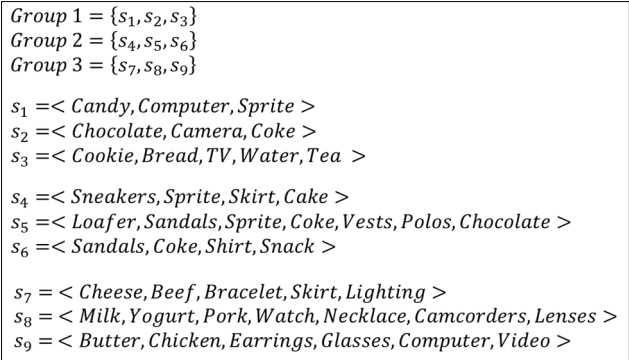 Group 1 = {s₁, s₂, s₃}
Group 2 = {s₄, s₅, s₆}
Group 3 = {s₇, s₈, s₉}
s₁ =< Candy, Computer, Sprite >
s₂ =< Chocolate, Camera, Coke >
s₃ =< Cookie, Bread, TV, Water, Tea >
s₄ =< Sneakers, Sprite, Skirt, Cake >
s₅ =< Loafer, Sandals, Sprite, Coke, Vests, Polos, Chocolate >
s₆ =< Sandals, Coke, Shirt, Snack >
s₇ = < Cheese, Beef, Bracelet, Skirt, Lighting >
s₈ = < Milk, Yogurt, Pork, Watch, Necklace, Camcorders, Lenses >
s₉ = < Butter, Chicken, Earrings, Glasses, Computer, Video >